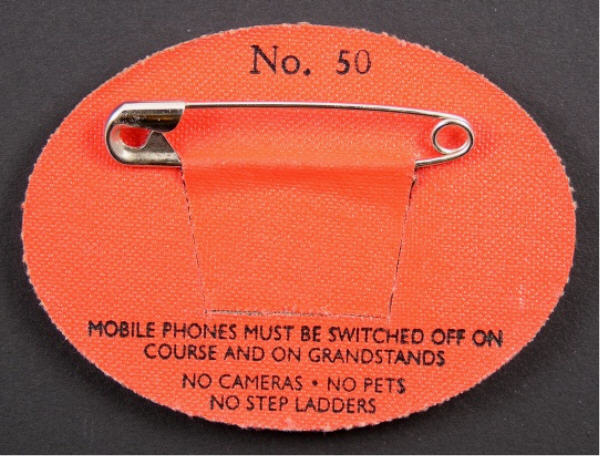 No. 50
MOBILE PHONES MUST BE SWITCHED OFF ON
COURSE AND ON GRANDSTANDS
NO CAMERAS • NO PETS
NO STEP LADDERS